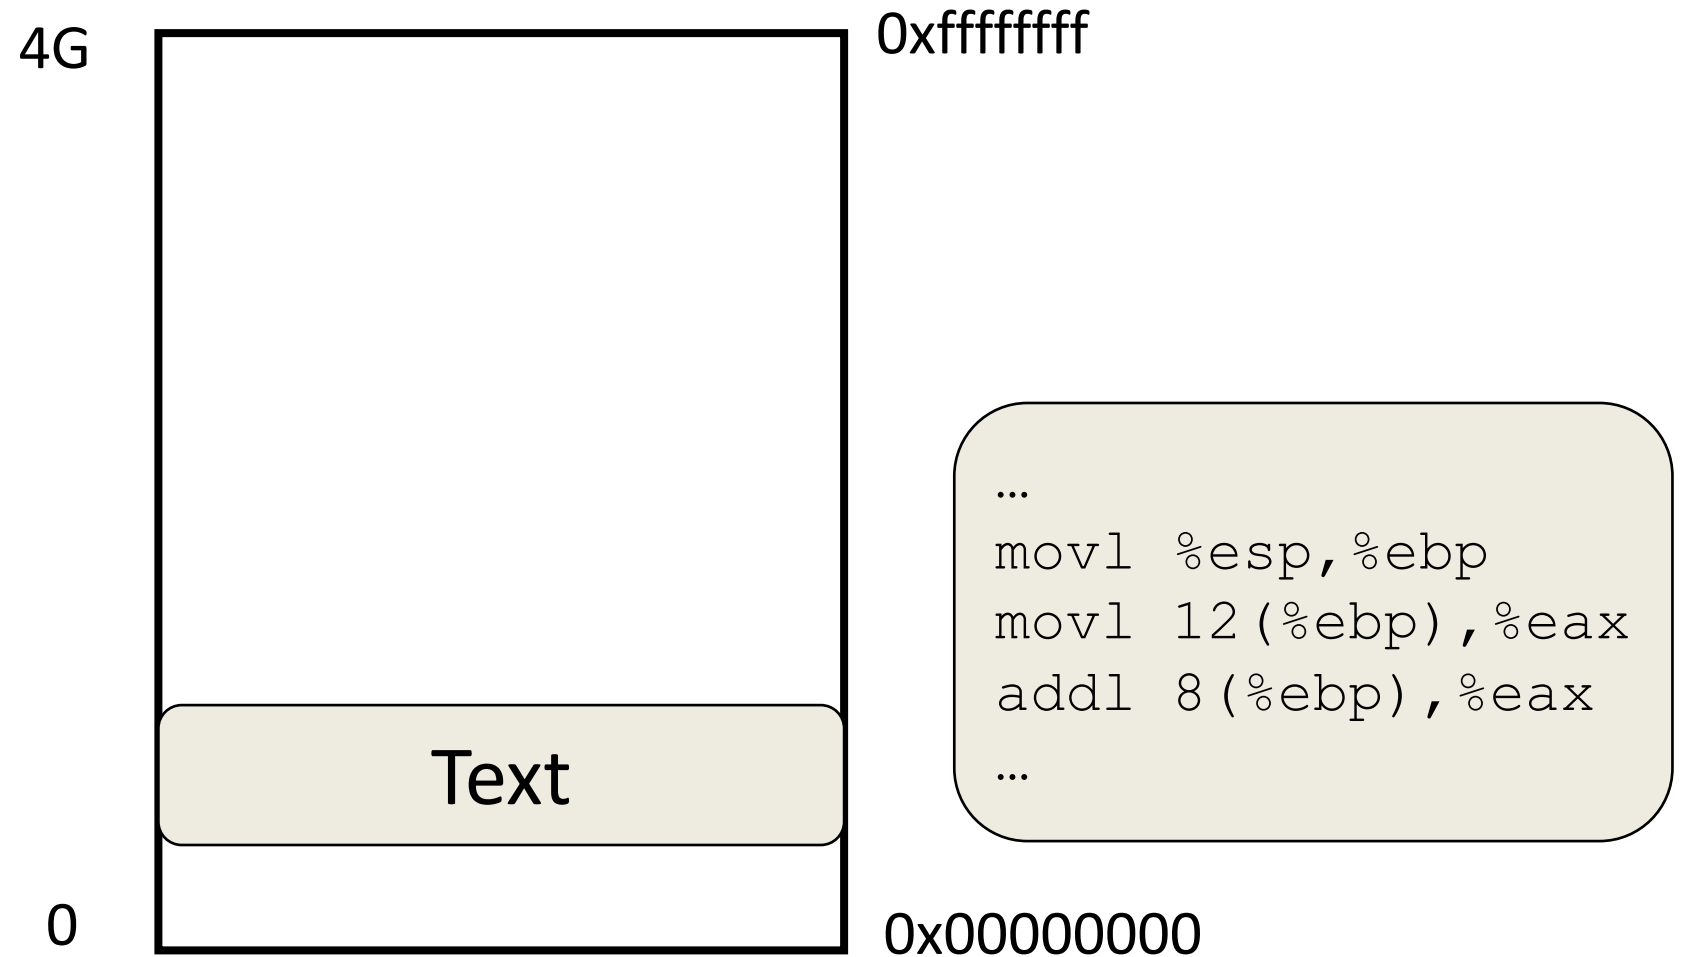 4G
0xffffffff
…
movl %esp,%ebp
movl 12(%ebp),%eax
addl 8(%ebp),%eax
…
Text
0
0x00000000